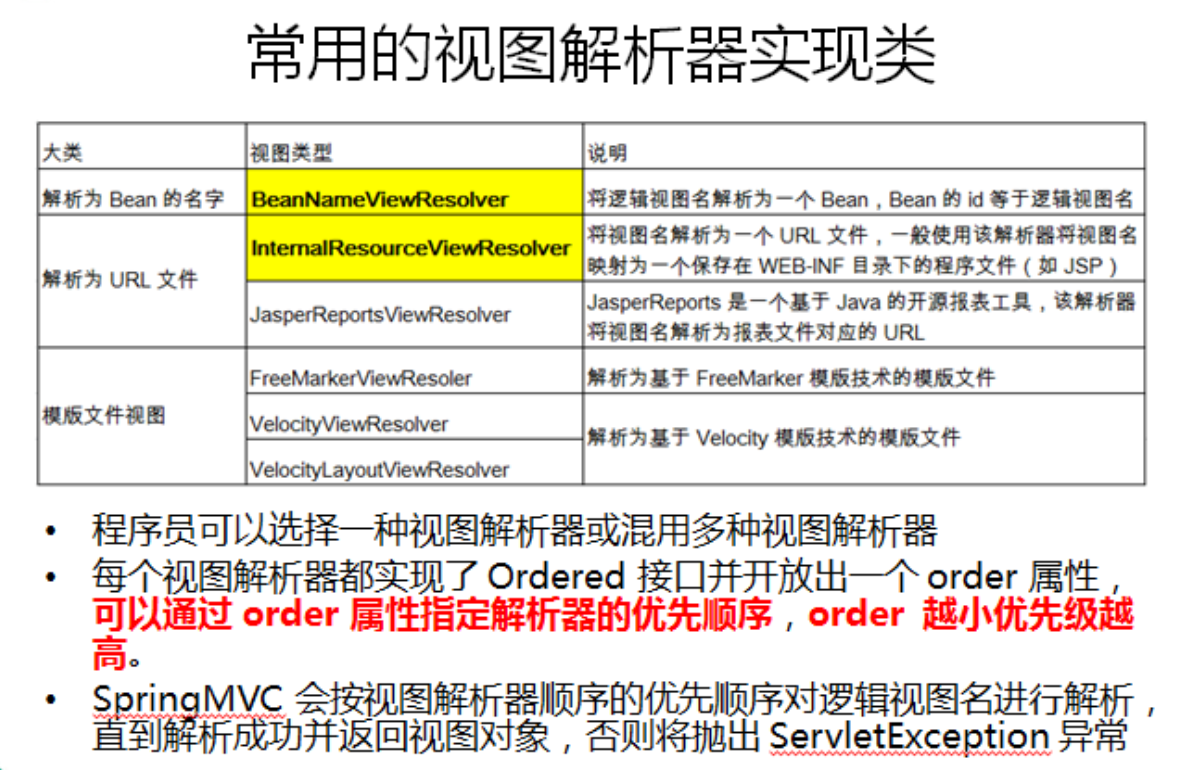 常用的视图解析器实现类
大类 视图类型 说明
解析为 Bean 的名字 BeanNameViewResolver 将逻辑视图名解析为一个 Bean，Bean 的 id 等于逻辑视图名
解析为 URL 文件
InternalResourceViewResolver
将视图名解析为一个 URL 文件，一般使用该解析器将视图名
映射为一个保存在 WEB-INF 目录下的程序文件（如 JSP）
JasperReportsViewResolver
JasperReports 是一个基于 Java 的开源报表工具，该解析器
将视图名解析为报表文件对应的 URL
模版文件视图
FreeMarkerViewResoler 解析为基于 FreeMarker 模版技术的模版文件
VelocityViewResolver
解析为基于 Velocity 模版技术的模版文件
VelocityLayoutViewResolver
• 程序员可以选择一种视图解析器或混用多种视图解析器
• 每个视图解析器都实现了 Ordered 接口并开放出一个 order 属性，
可以通过 order 属性指定解析器的优先顺序，order 越小优先级越
高。
• SpringMVC 会按视图解析器顺序的优先顺序对逻辑视图名进行解析，
直到解析成功并返回视图对象，否则将抛出 ServletException 异常